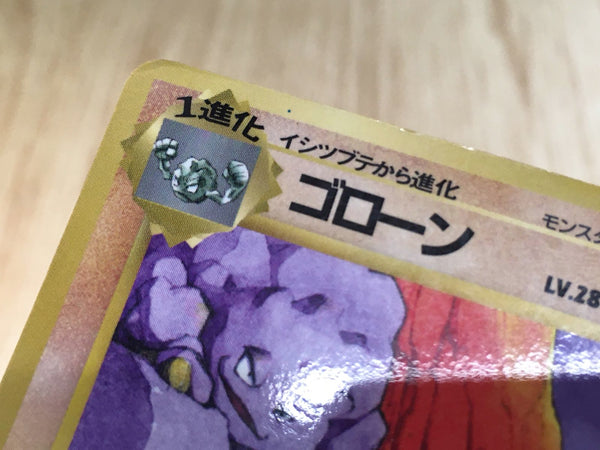 1進化
イシツブテから進化
ゴローン
モンスタ
LV.28